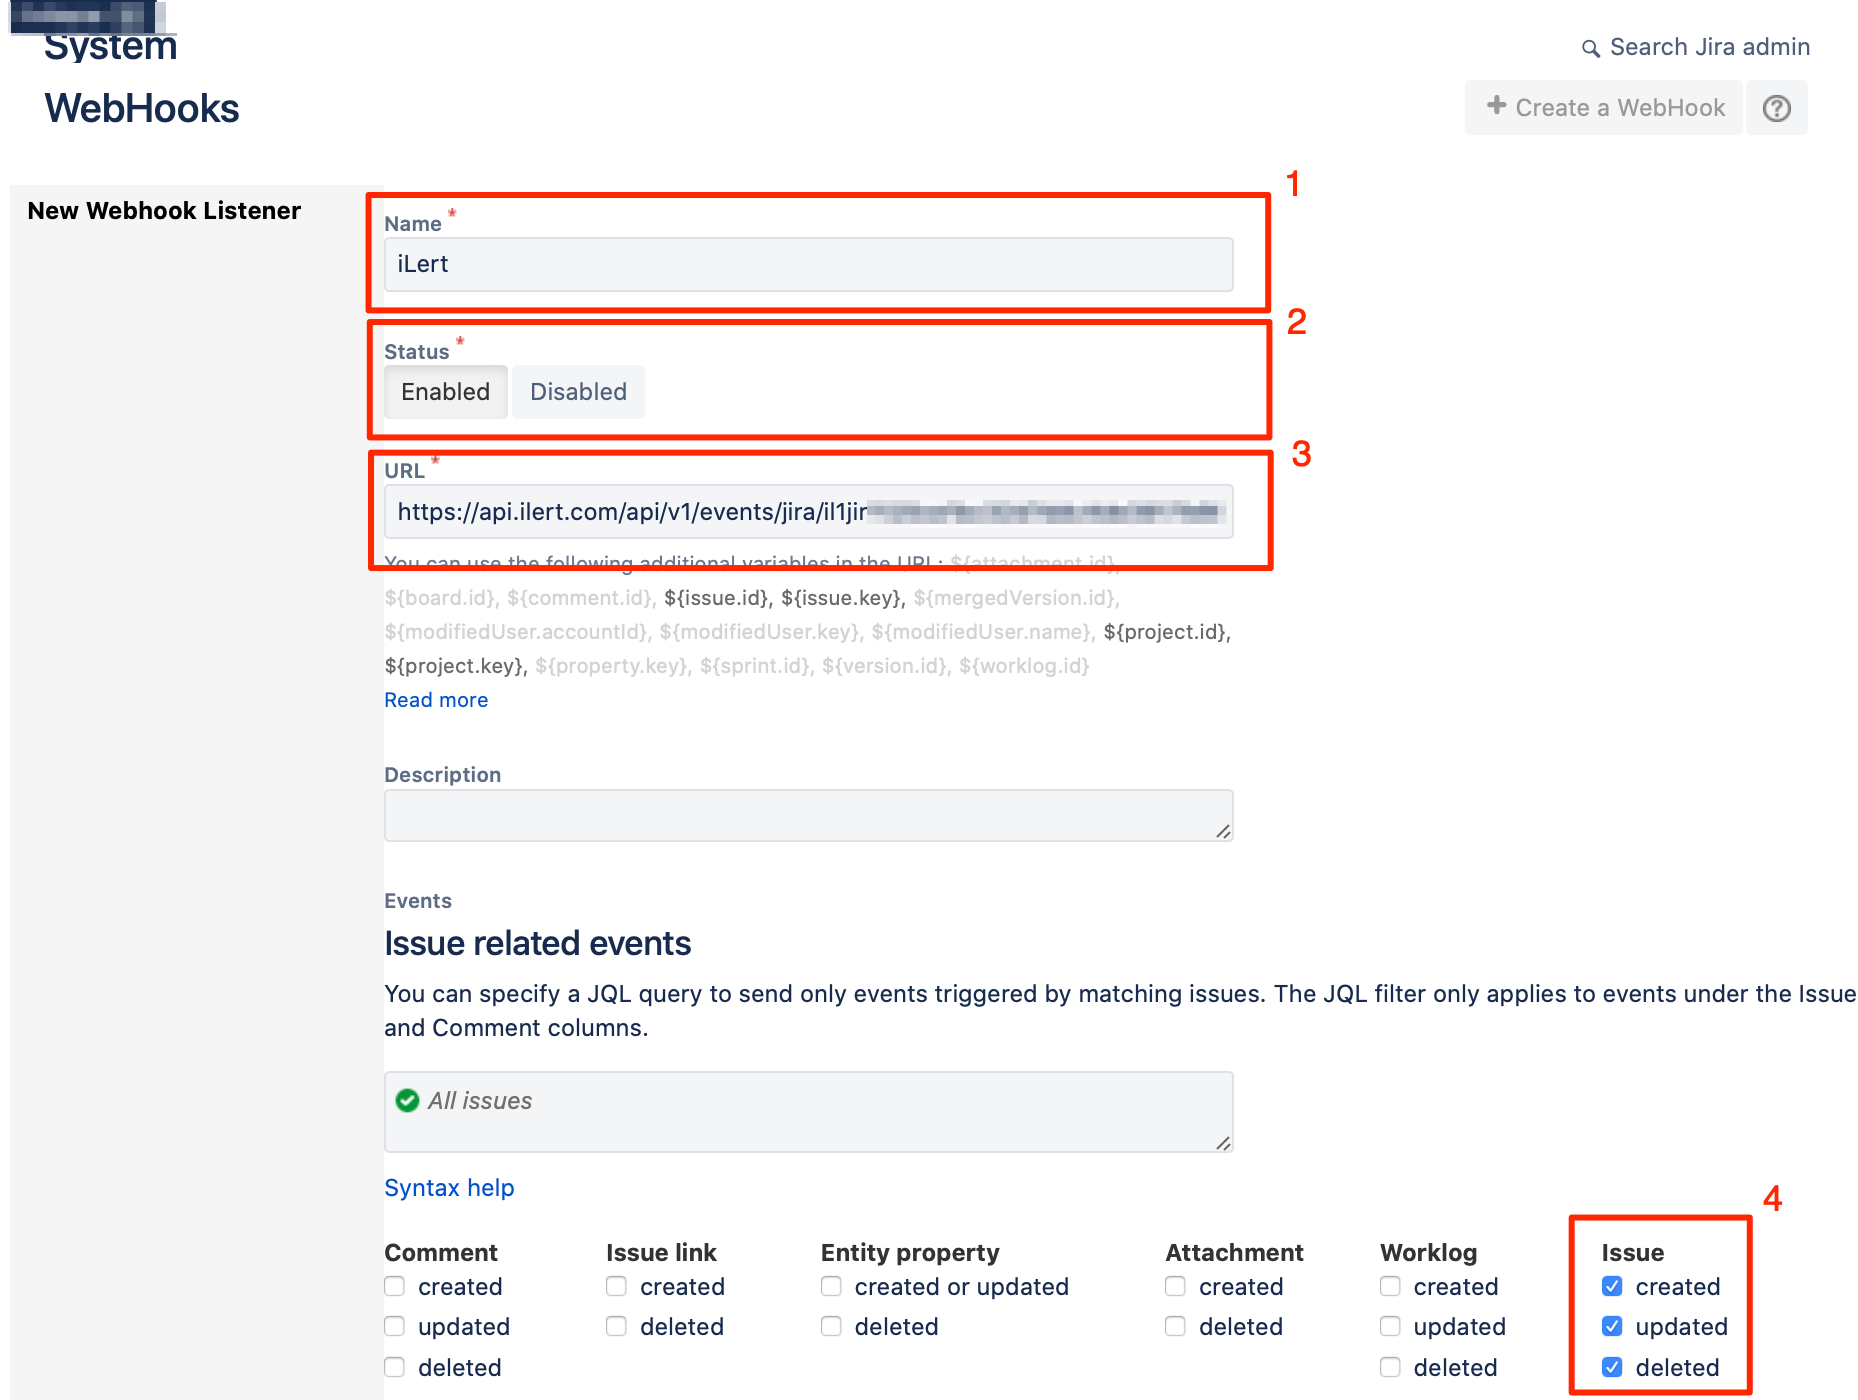 System
Search Jira admin
WebHooks
Create a WebHook
New Webhook Listener
1
Name *
iLert
2
Status *
Enabled Disabled
3
URL *
https://api.ilert.com/api/v1/events/jira/il1jir
You can use the following additional variables in the URL: ${attachment.id},
${board.id}, ${comment.id}, ${issue.id}, ${issue.key}, ${mergedVersion.id},
${modifiedUser.accountId}, ${modifiedUser.key}, ${modifiedUser.name}, ${project.id},
${project.key}, ${property.key}, ${sprint.id}, ${version.id}, ${worklog.id}
Read more
Description
Events
Issue related events
You can specify a JQL query to send only events triggered by matching issues. The JQL filter only applies to events under the Issue
and Comment columns.
All issues
Syntax help
4
Comment Issue link Entity property Attachment Worklog Issue
created created created or updated created created created
updated deleted deleted deleted updated updated
deleted deleted deleted